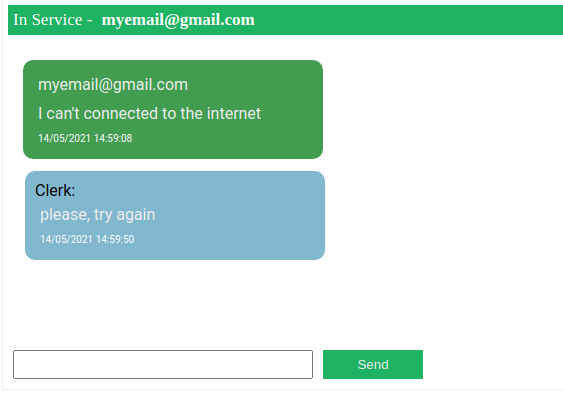 In Service - myemail@gmail.com
myemail@gmail.com
I can't connected to the internet
14/05/2021 14:59:08
Clerk:
please, try again
14/05/2021 14:59:50
Send